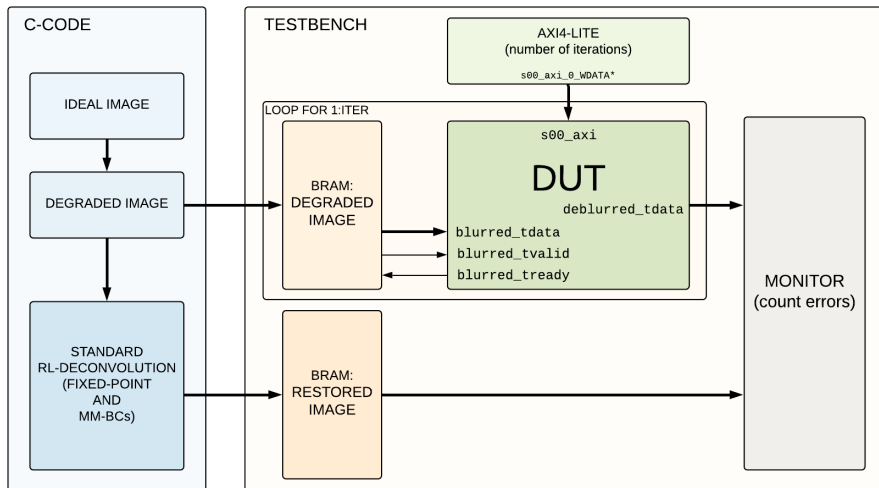 C-CODE
IDEAL IMAGE
DEGRADED IMAGE
STANDARD
RL-DECONVOLUTION
(FIXED-POINT
AND
MM-BCs)
TESTBENCH
AXI4-LITE
(number of iterations)
s00_axi_0_WDATA*
LOOP FOR 1:ITER
BRAM:
DEGRADED
IMAGE
s00_axi
DUT
deblurred_tdata
blurred_tdata
blurred_tvalid
blurred_tready
BRAM:
RESTORED
IMAGE
MONITOR
(count errors)